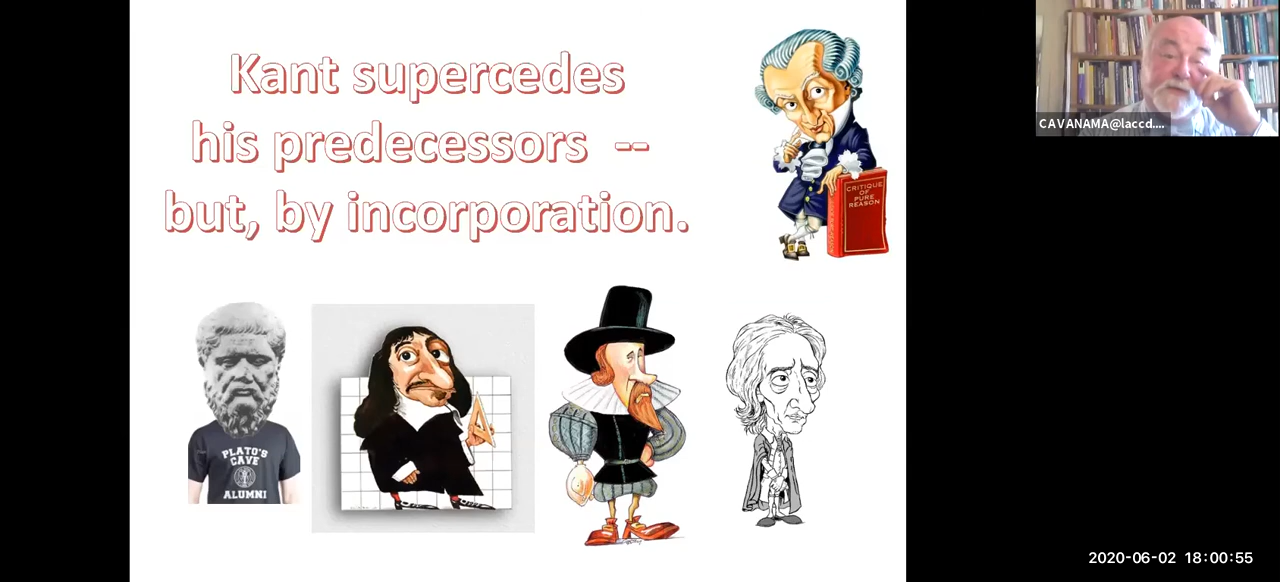 Kant supercedes
his predecessors --
but, by incorporation.
CRITIQUE
OF
PURE
REASON
CAVANAMA@laccd....
PLATO'S
CAVE
ALUMNI
2020-06-02 18:00:55